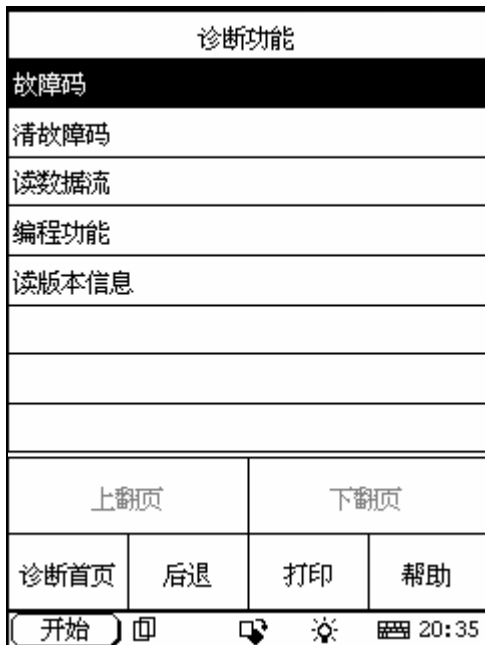 诊断功能
故障码
清故障码
读数据流
编程功能
读版本信息
上翻页 下翻页
诊断首页 后退 打印 帮助
开始 20:35